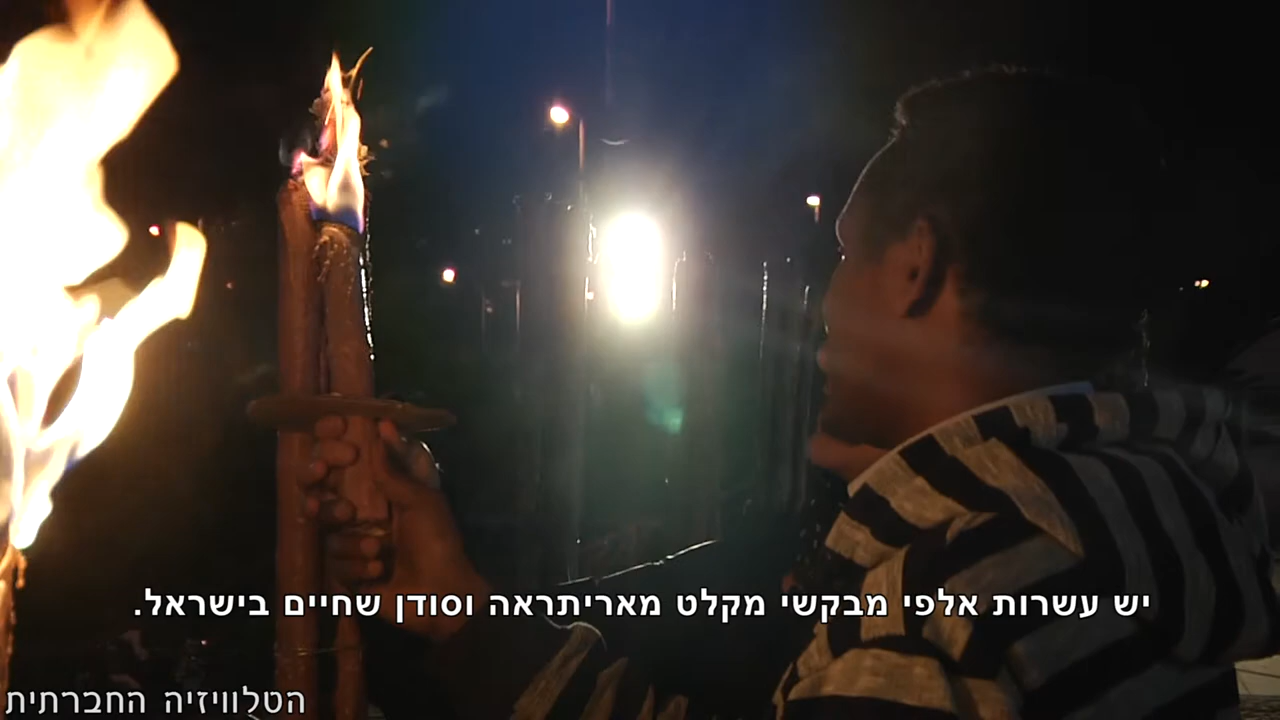 יש עשרות אלפי מבקשי מקלט מאריתראה וסודן שחיים בישראל.
הטלוויזיה החברתית